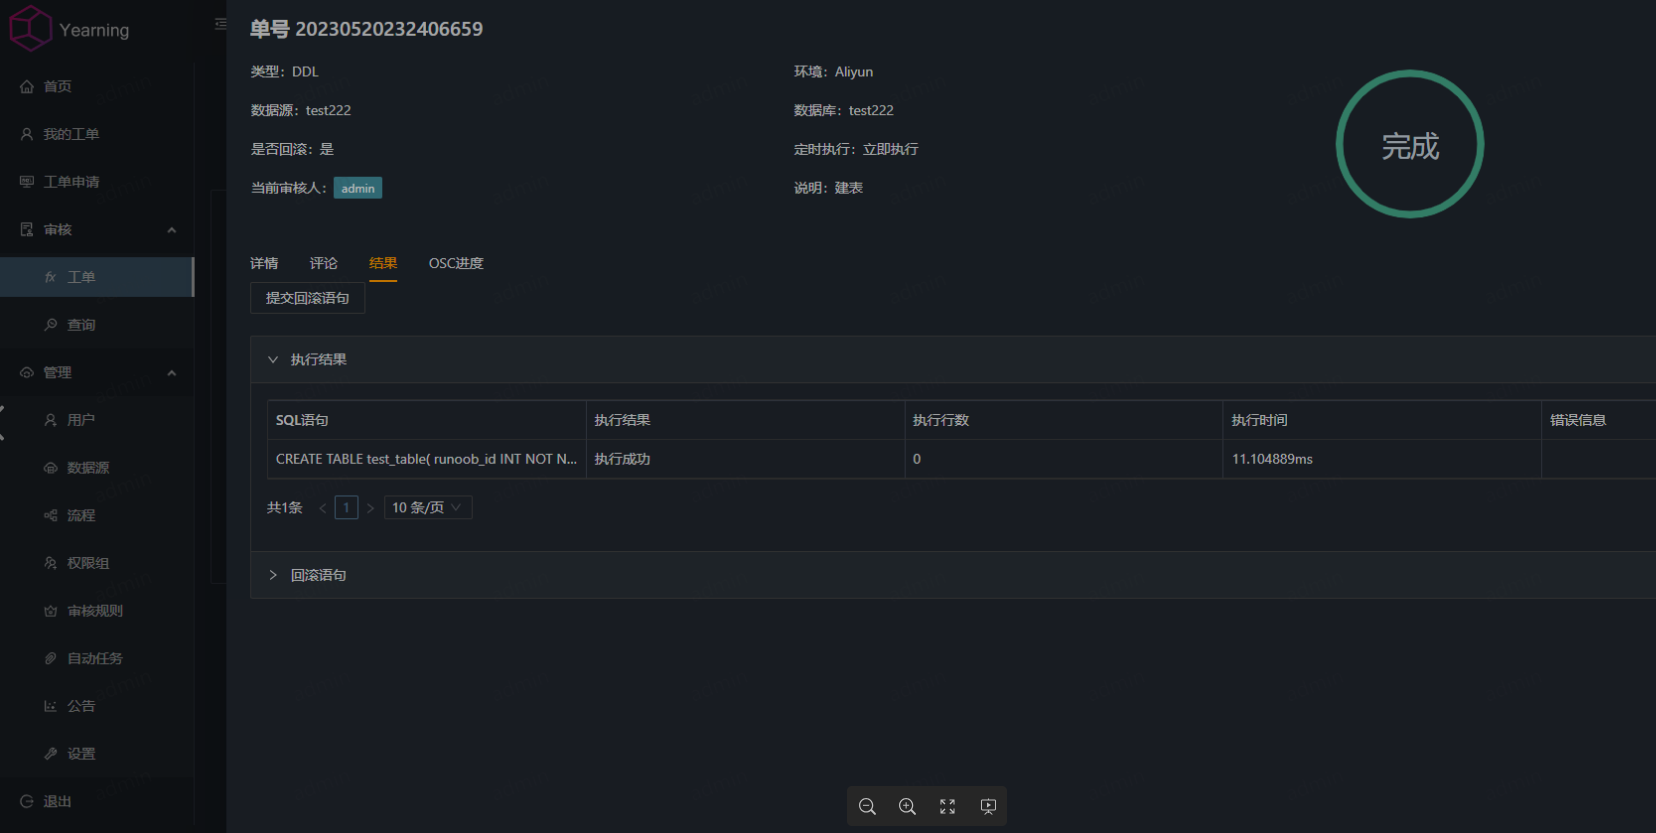 Yearning
首页
我的工单
工单申请
审核
工单
查询
管理
用户
数据源
流程
权限组
审核规则
自动任务
公告
设置
退出
单号 20230520232406659
类型：DDL
环境：Aliyun
数据源：test222
数据库：test222
是否回滚：是
定时执行：立即执行
当前审核人：admin
说明：建表
完成
详情 评论 结果 OSC进度
提交回滚语句
执行结果
SQL语句 执行结果 执行行数 执行时间 错误信息
CREATE TABLE test_table( runoob_id INT NOT N... 执行成功 0 11.104889ms
共1条 < 1 > 10 条/页
回滚语句